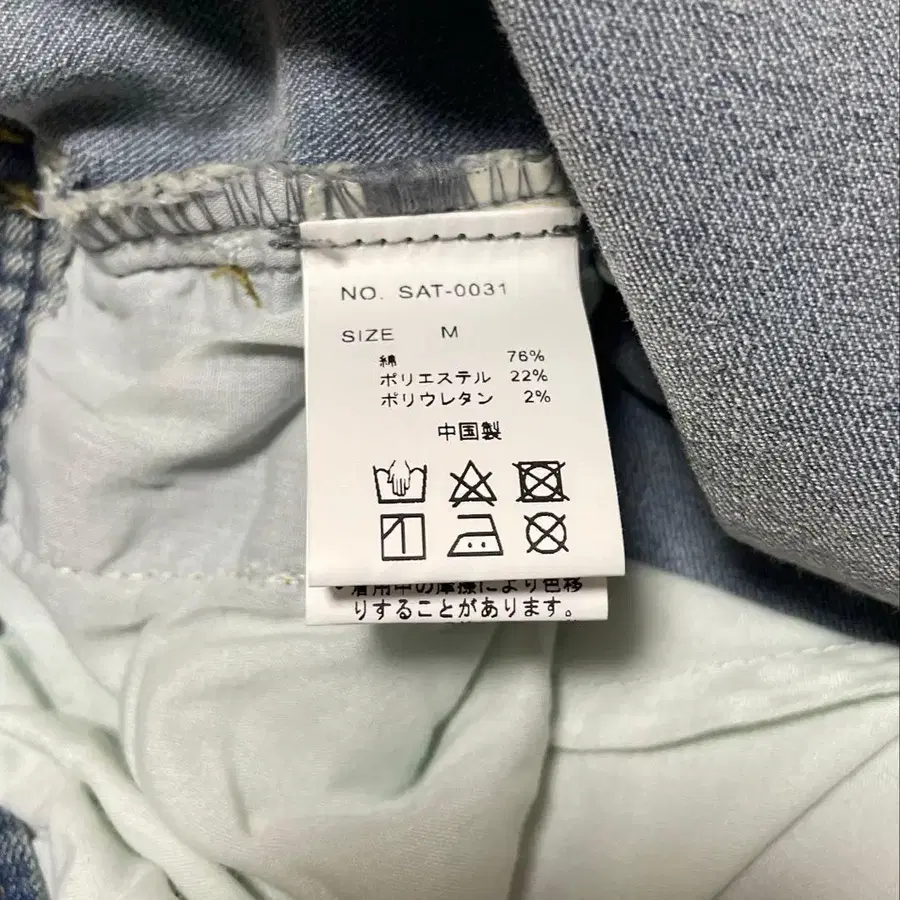 NO. SAT-0031
SIZE M
綿 76%
ポリエステル 22%
ポリウレタン 2%
中国製
・着用中の摩擦により色移
りすることがあります。